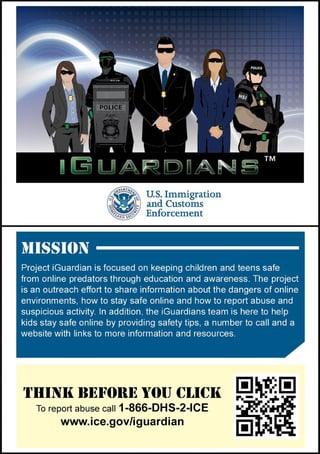 POLICE
POLICE
HSI
iGUARDIANS™
U.S. Immigration
and Customs
Enforcement
MISSION
Project iGuardian is focused on keeping children and teens safe
from online predators through education and awareness. The project
is an outreach effort to share information about the dangers of online
environments, how to stay safe online and how to report abuse and
suspicious activity. In addition, the iGuardians team is here to help
kids stay safe online by providing safety tips, a number to call and a
website with links to more information and resources.
THINK BEFORE YOU CLICK
To report abuse call 1-866-DHS-2-ICE
www.ice.gov/iguardian